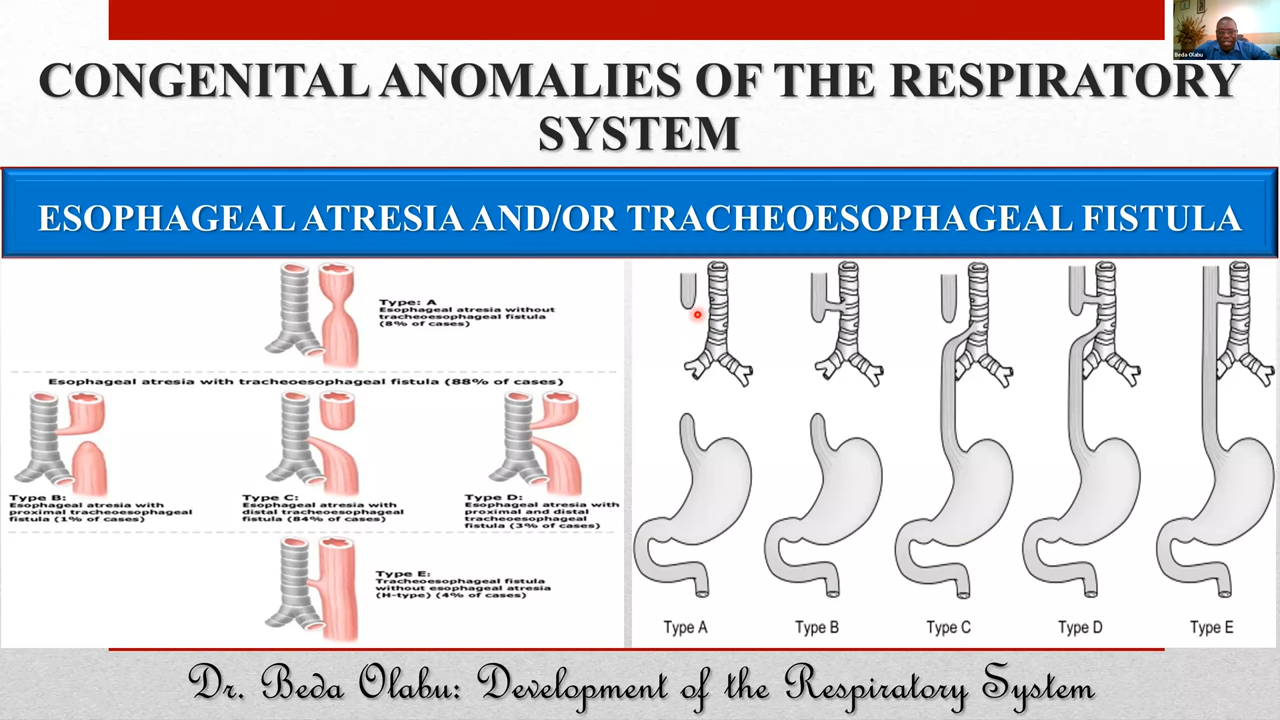 Beda Olabu
CONGENITAL ANOMALIES OF THE RESPIRATORY
SYSTEM
ESOPHAGEAL ATRESIA AND/OR TRACHEOESOPHAGEAL FISTULA
Type: A
Esophageal atresia without
tracheoesophageal fistula
(8% of cases)
Esophageal atresia with tracheoesophageal fistula (88% of cases)
Type B:
Esophageal atresia with
proximal tracheoesophageal
fistula (1% of cases)
Type C:
Esophageal atresia with
distal tracheoesophageal
fistula (84% of cases)
Type D:
Esophageal atresia with
proximal and distal
tracheoesophageal
fistula (3% of cases)
Type E:
Tracheoesophageal fistula
without esophageal atresia
(H-type) (4% of cases)
Type A
Type B
Type C
Type D
Type E
Dr. Beda Olabu: Development of the Respiratory System